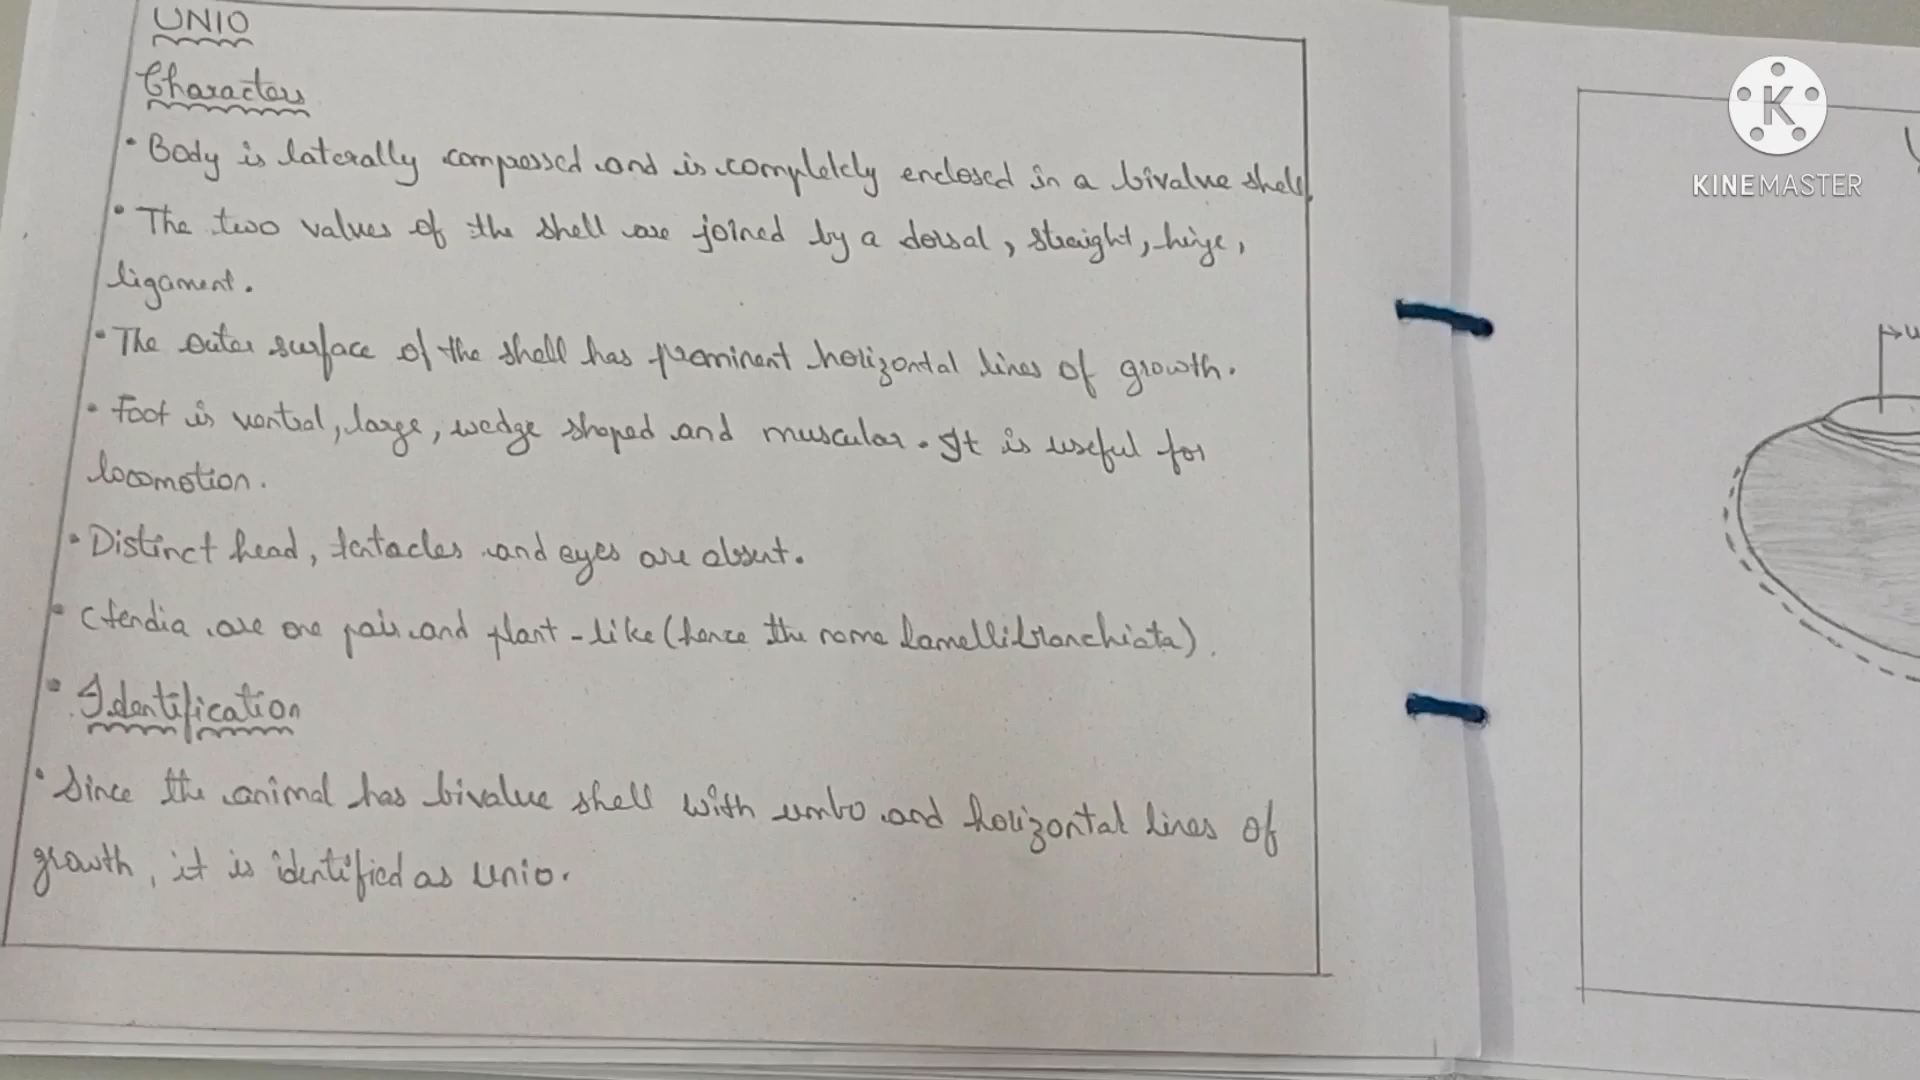 UNIO
Characters
• Body is laterally compressed and is completely enclosed in a bivalve shell.
• The two valves of the shell are joined by a dorsal, straight, hinge,
ligament.
• The outer surface of the shell has prominent horizontal lines of growth.
• Foot is ventral, large, wedge shaped and muscular. It is useful for
locomotion.
• Distinct head, tentacles and eyes are absent.
• Ctendia are one pair and plant-like (hence the name Lamellibranchiata).
• Identification
• Since the animal has bivalve shell with umbo and horizontal lines of
growth, it is identified as Unio.
KINEMASTER